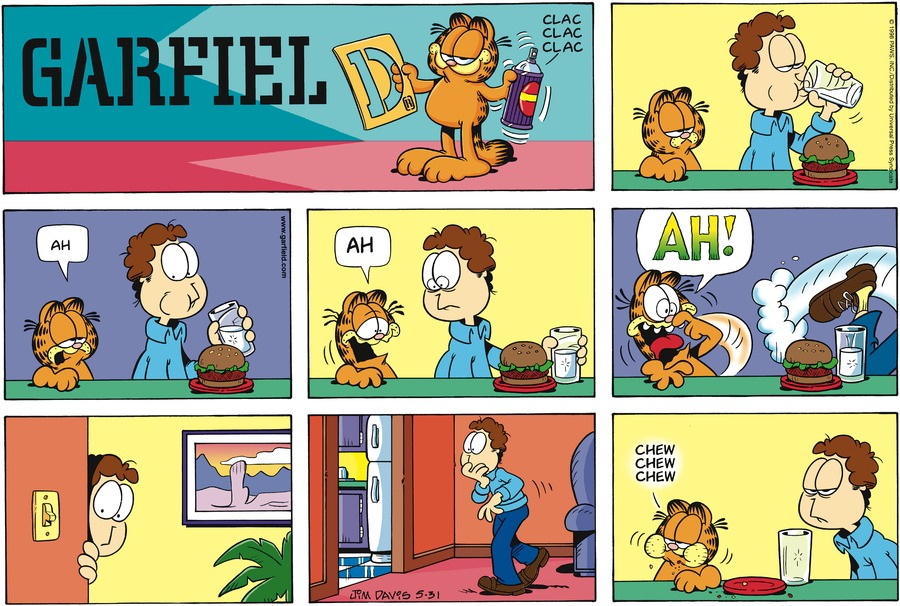 GARFIEL
D
CLAC
CLAC
CLAC
© 1998 PAWS, INC./Distributed by Universal Press Syndicate
AH
www.garfield.com
AH
AH!
JIM DAVIS 5-31
CHEW
CHEW
CHEW